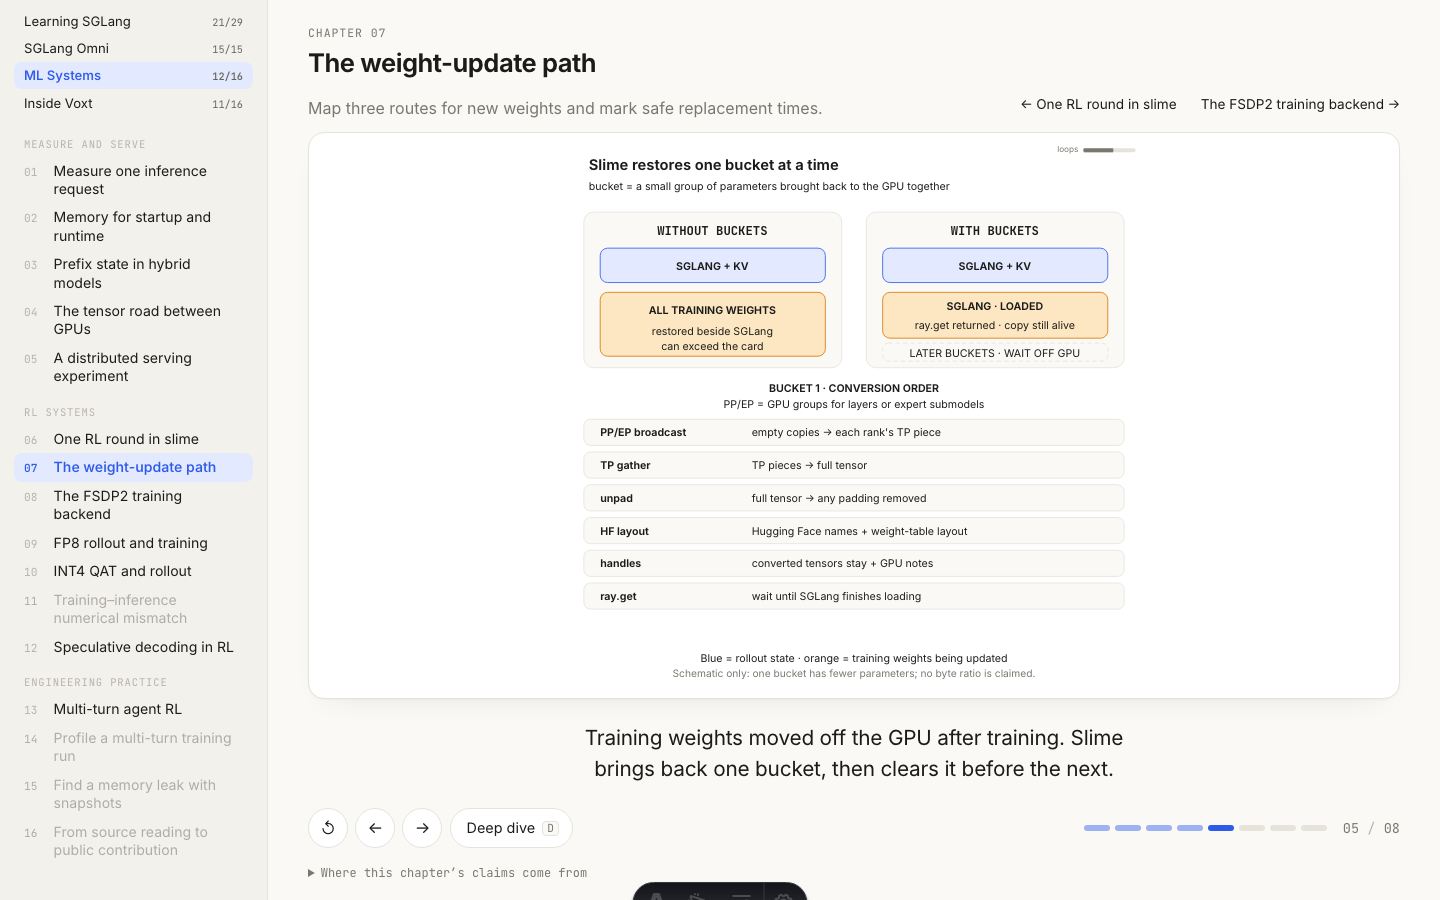 Learning SGLang 21/29
SGLang Omni 15/15
ML Systems 12/16
Inside Voxt 11/16
MEASURE AND SERVE
01 Measure one inference
request
02 Memory for startup and
runtime
03 Prefix state in hybrid
models
04 The tensor road between
GPUs
05 A distributed serving
experiment
RL SYSTEMS
06 One RL round in slime
07 The weight-update path
08 The FSDP2 training
backend
09 FP8 rollout and training
10 INT4 QAT and rollout
11 Training–inference
numerical mismatch
12 Speculative decoding in RL
ENGINEERING PRACTICE
13 Multi-turn agent RL
14 Profile a multi-turn training
run
15 Find a memory leak with
snapshots
16 From source reading to
public contribution
CHAPTER 07
The weight-update path
Map three routes for new weights and mark safe replacement times.
← One RL round in slime The FSDP2 training backend →
loops
Slime restores one bucket at a time
bucket = a small group of parameters brought back to the GPU together
WITHOUT BUCKETS
SGLANG + KV
ALL TRAINING WEIGHTS
restored beside SGLang
can exceed the card
WITH BUCKETS
SGLANG + KV
SGLANG · LOADED
ray.get returned · copy still alive
LATER BUCKETS · WAIT OFF GPU
BUCKET 1 · CONVERSION ORDER
PP/EP = GPU groups for layers or expert submodels
PP/EP broadcast empty copies → each rank's TP piece
TP gather TP pieces → full tensor
unpad full tensor → any padding removed
HF layout Hugging Face names + weight-table layout
handles converted tensors stay + GPU notes
ray.get wait until SGLang finishes loading
Blue = rollout state · orange = training weights being updated
Schematic only: one bucket has fewer parameters; no byte ratio is claimed.
Training weights moved off the GPU after training. Slime
brings back one bucket, then clears it before the next.
Deep dive D
05 / 08
▶ Where this chapter's claims come from